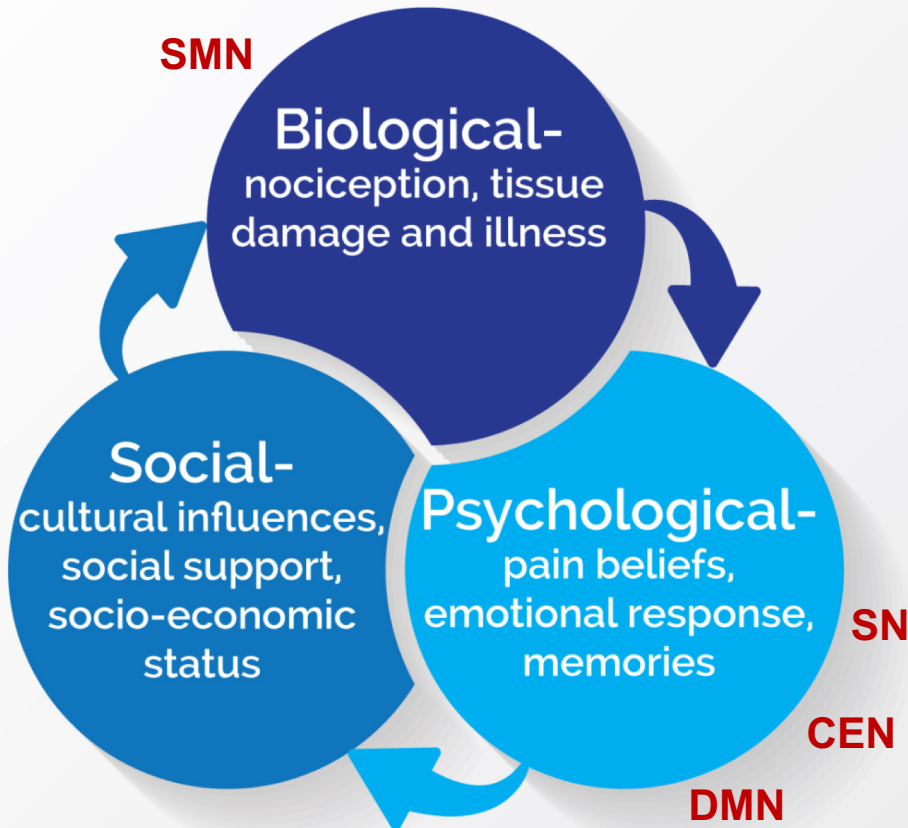 SMN
Biological-
nociception, tissue
damage and illness
Social-
cultural influences,
social support,
socio-economic
status
Psychological-
pain beliefs,
emotional response,
memories
SN
CEN
DMN